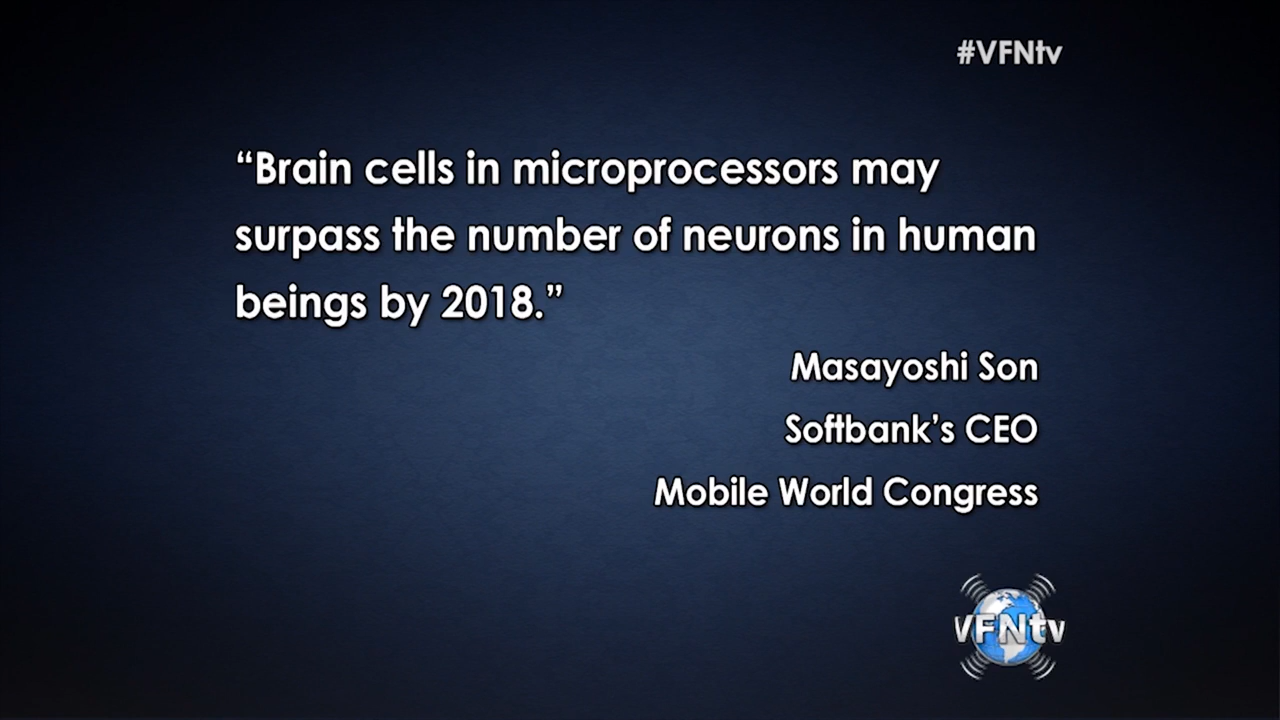 #VFNtv
“Brain cells in microprocessors may
surpass the number of neurons in human
beings by 2018.”
Masayoshi Son
Softbank’s CEO
Mobile World Congress
VFNtv